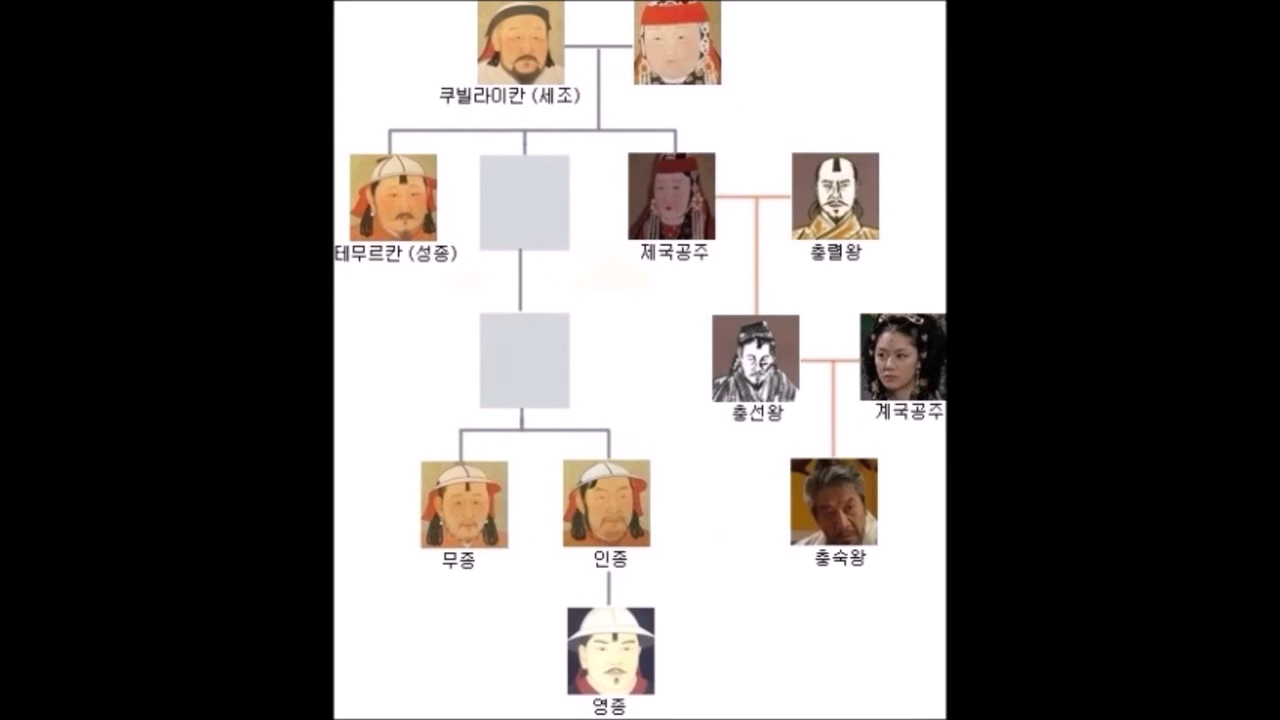 쿠빌라이칸 (세조)
테무르칸 (성종)
제국공주
충렬왕
충선왕
계국공주
무종
인종
충숙왕
영종